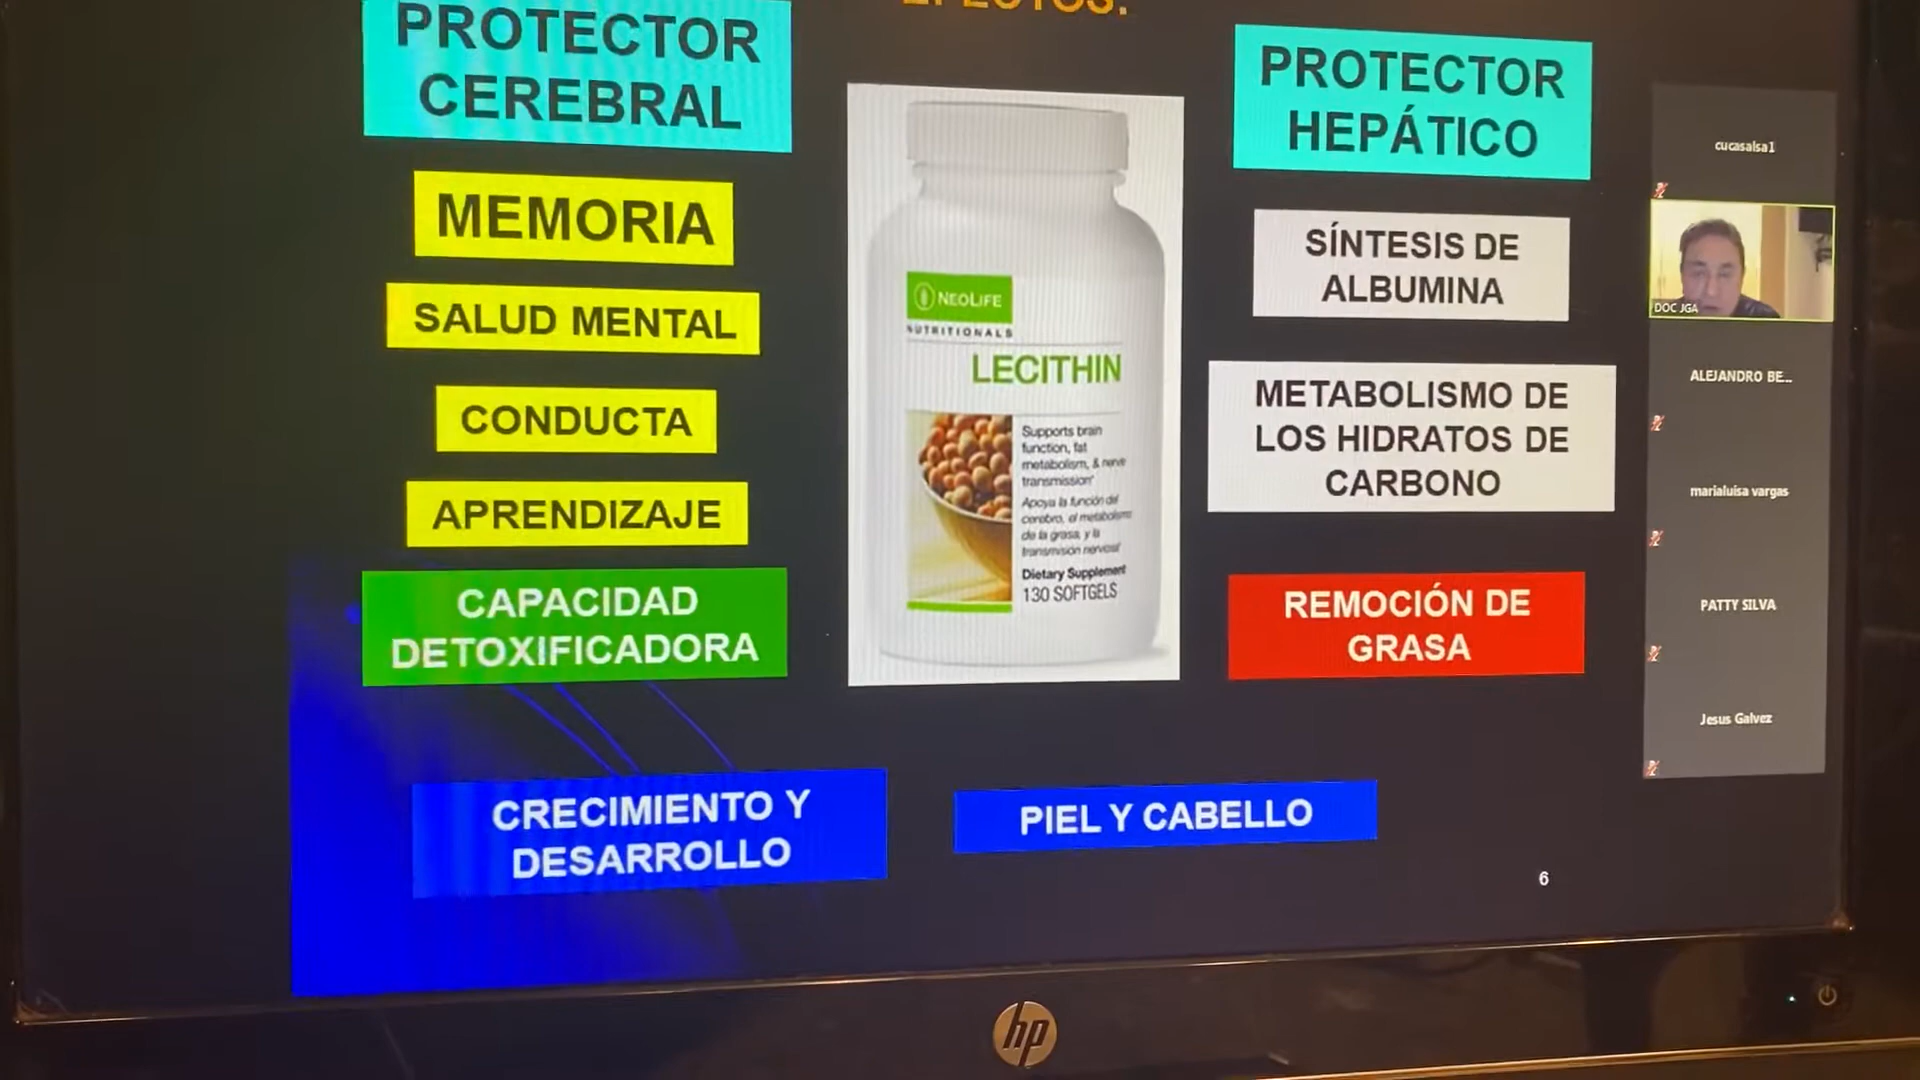 EFECTOS:
PROTECTOR
CEREBRAL
MEMORIA
SALUD MENTAL
CONDUCTA
APRENDIZAJE
CAPACIDAD
DETOXIFICADORA
NEOLIFE
NUTRITIONALS
LECITHIN
Supports brain
function, fat
metabolism, & nerve
transmission*
Apoya la función del
cerebro, el metabolismo
de la grasa, y la
transmisión nerviosa*
Dietary Supplement
130 SOFTGELS
PROTECTOR
HEPÁTICO
SÍNTESIS DE
ALBUMINA
METABOLISMO DE
LOS HIDRATOS DE
CARBONO
REMOCIÓN DE
GRASA
CRECIMIENTO Y
DESARROLLO
PIEL Y CABELLO
6
cucasalsa1
DOC JGA
ALEJANDRO BE...
marialuisa vargas
PATTY SILVA
Jesus Galvez
hp